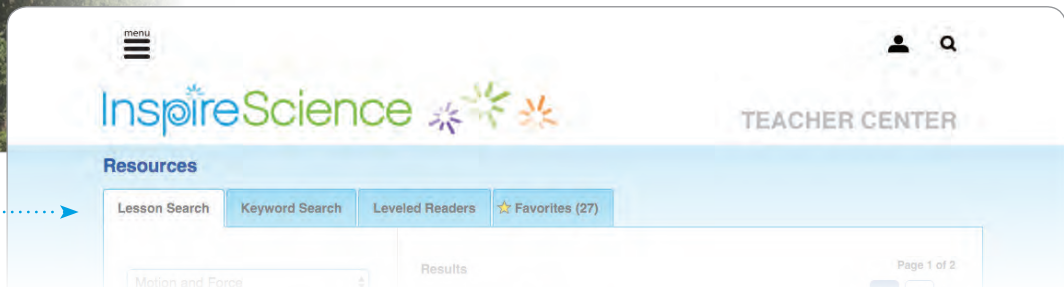 menu
InspireScience
TEACHER CENTER
Resources
Lesson Search Keyword Search Leveled Readers Favorites (27)
Results Page 1 of 2
Motion and Force